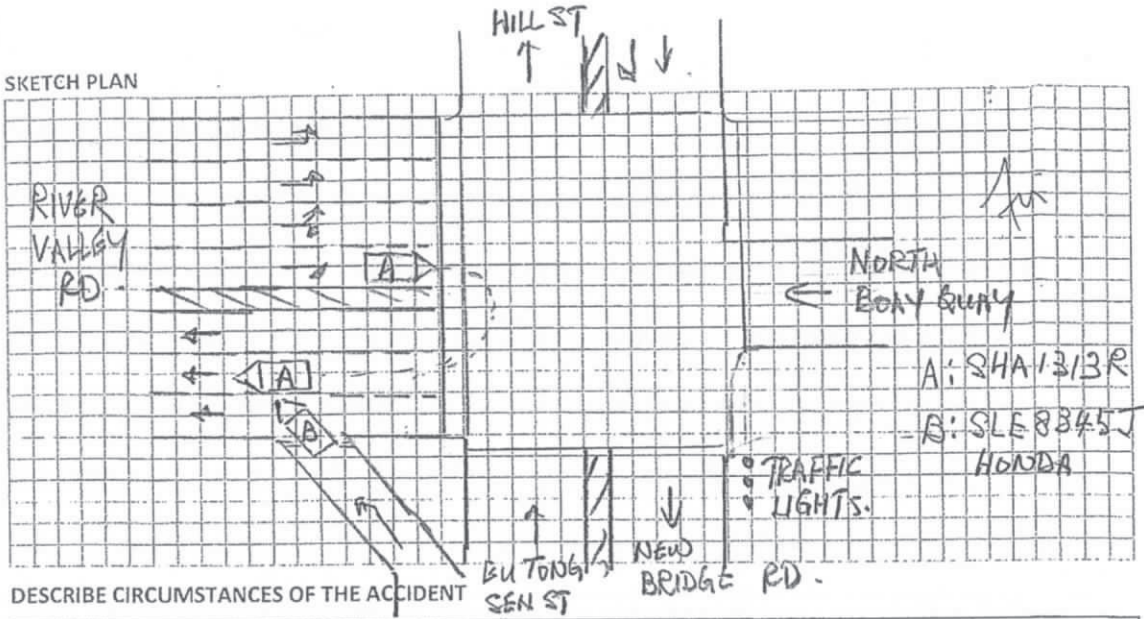 HILL ST
SKETCH PLAN
RIVER
VALLEY
RD
A
NORTH
BOAY QUAY
A
A: SHA1313R
B
B: SLE8345J
HONDA
TRAFFIC
LIGHTS.
EU TONG
SEN ST
NEW
BRIDGE RD.
DESCRIBE CIRCUMSTANCES OF THE ACCIDENT